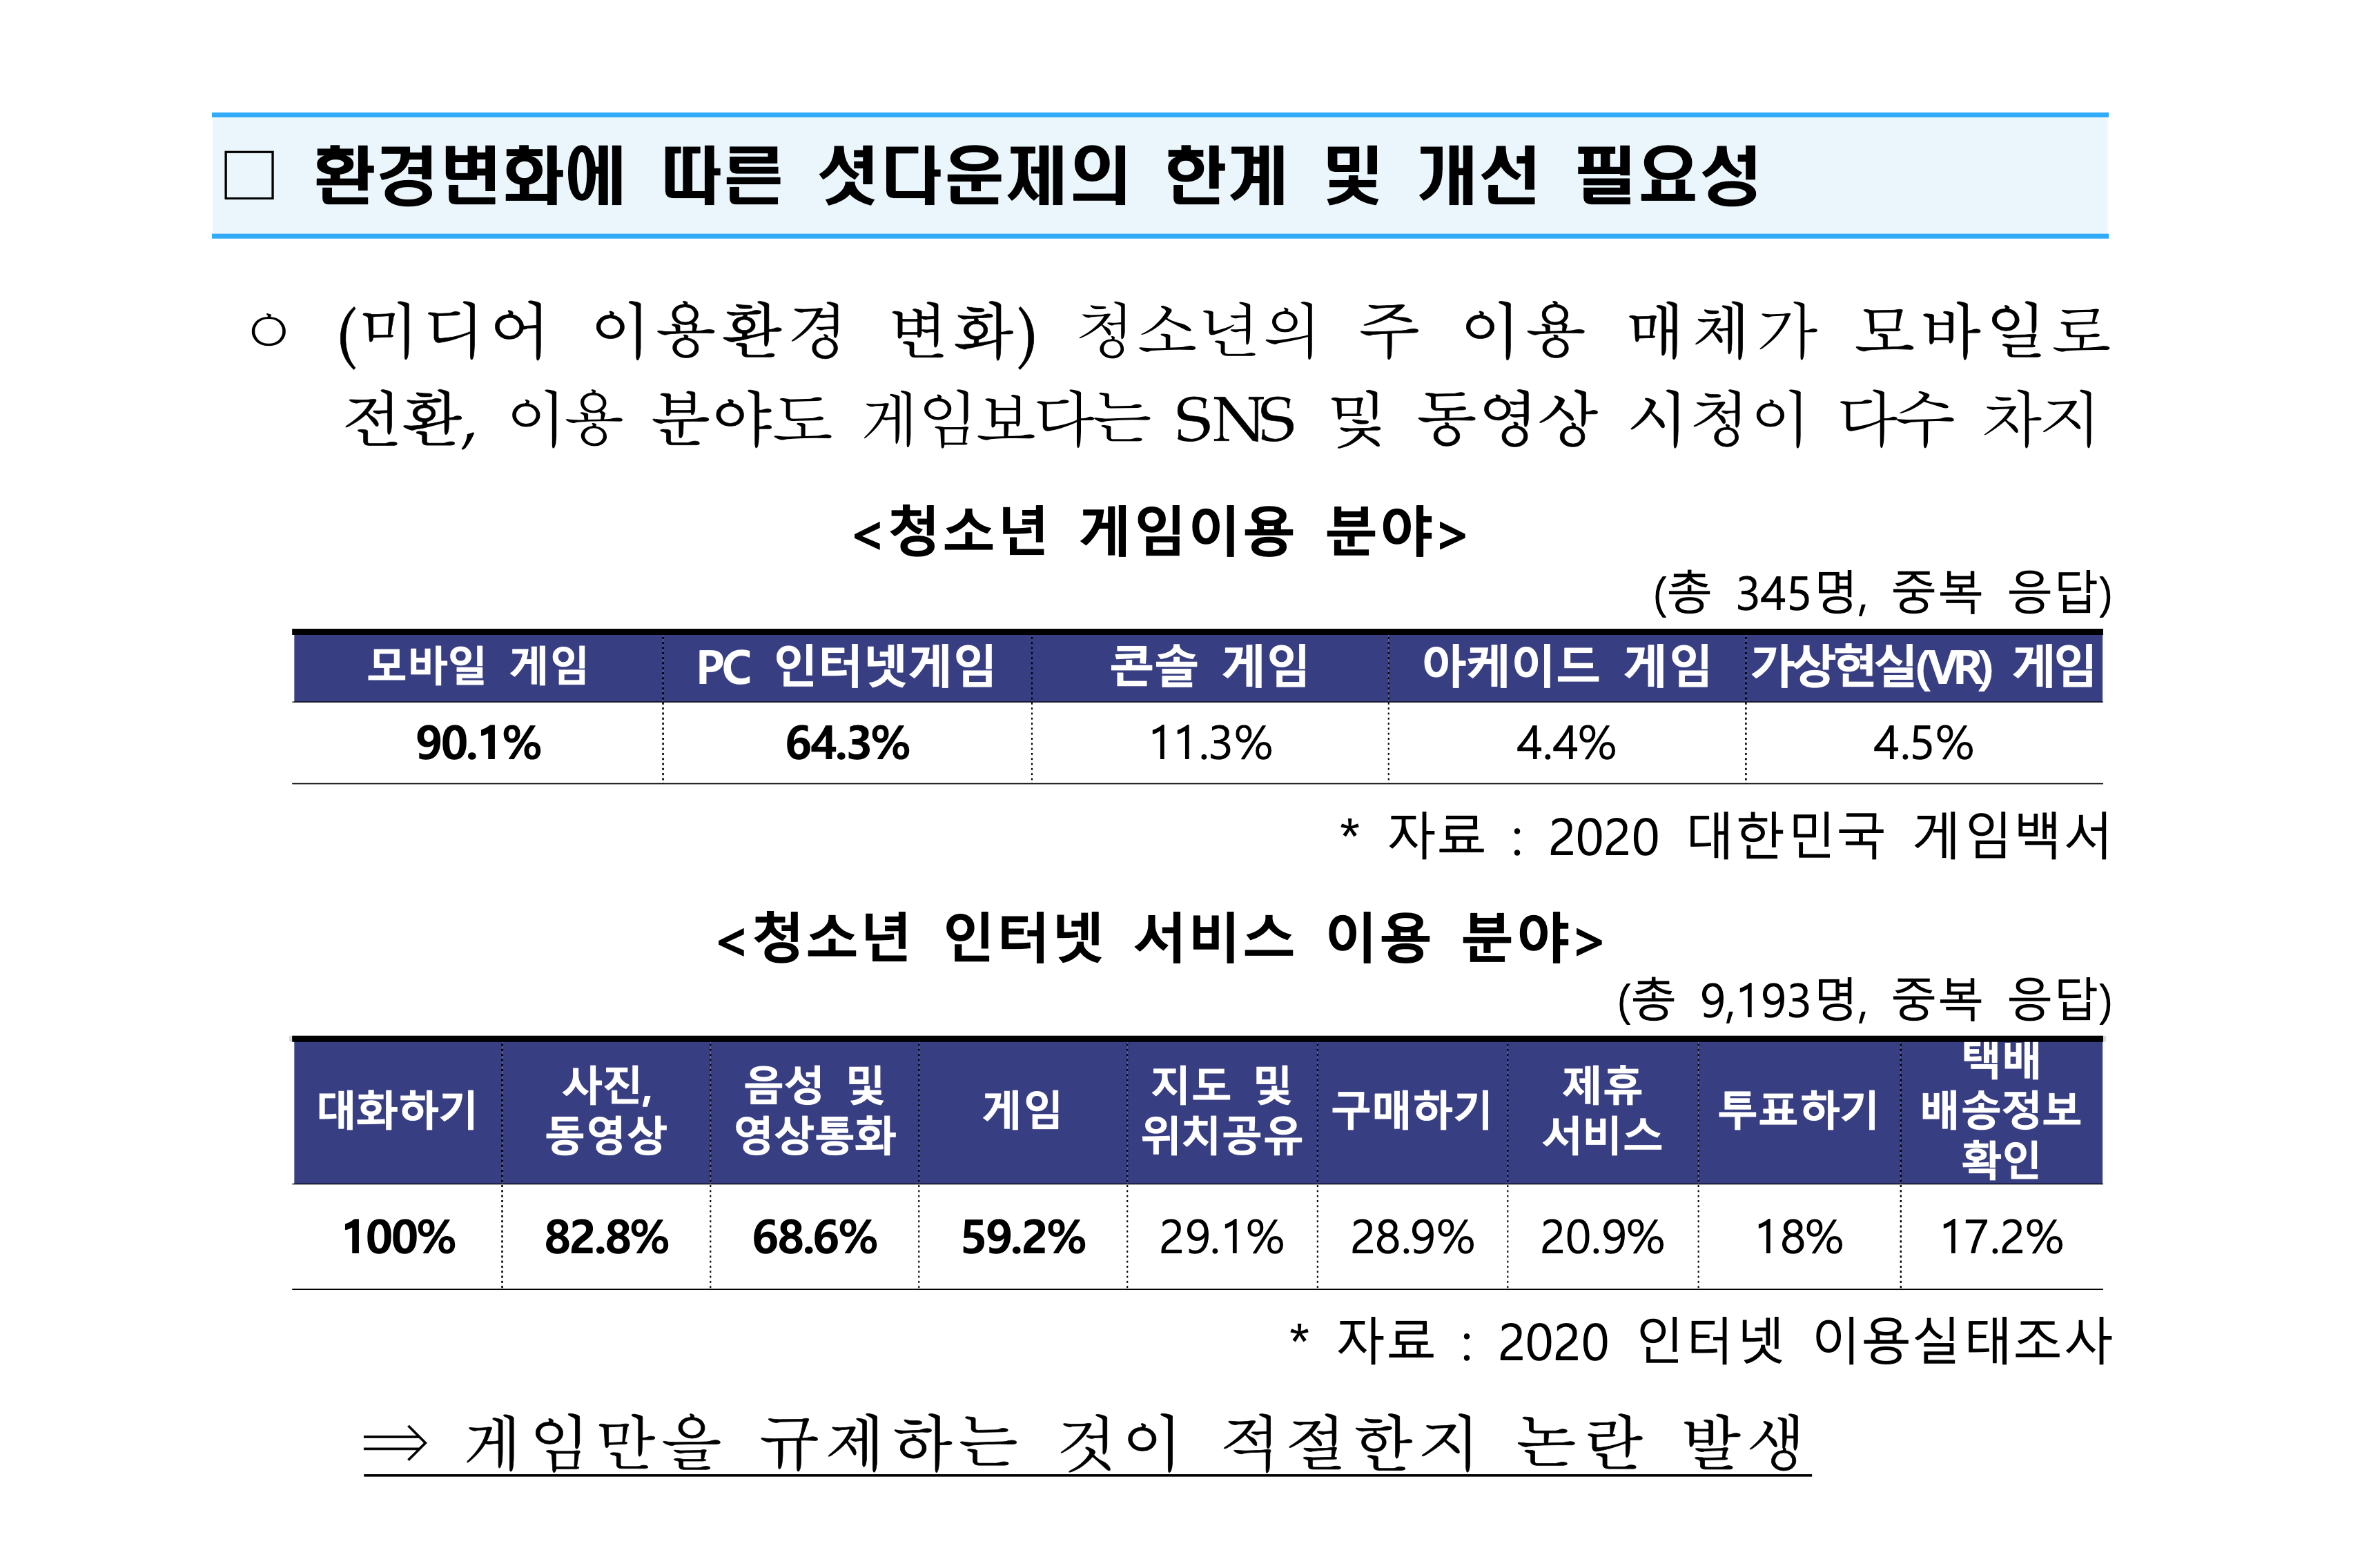 □ 환경변화에 따른 셧다운제의 한계 및 개선 필요성
○ (미디어 이용환경 변화) 청소년의 주 이용 매체가 모바일로
전환, 이용 분야도 게임보다는 SNS 및 동영상 시청이 다수 차지
<청소년 게임이용 분야>
(총 345명, 중복 응답)
모바일 게임 PC 인터넷게임 콘솔 게임 아케이드 게임 가상현실(VR) 게임
90.1% 64.3% 11.3% 4.4% 4.5%
* 자료 : 2020 대한민국 게임백서
<청소년 인터넷 서비스 이용 분야>
(총 9,193명, 중복 응답)
대화하기 사진, 동영상 음성 및 영상통화 게임 지도 및 위치공유 구매하기 제휴 서비스 투표하기 택배 배송정보 확인
100% 82.8% 68.6% 59.2% 29.1% 28.9% 20.9% 18% 17.2%
* 자료 : 2020 인터넷 이용실태조사
⇒ 게임만을 규제하는 것이 적절한지 논란 발생